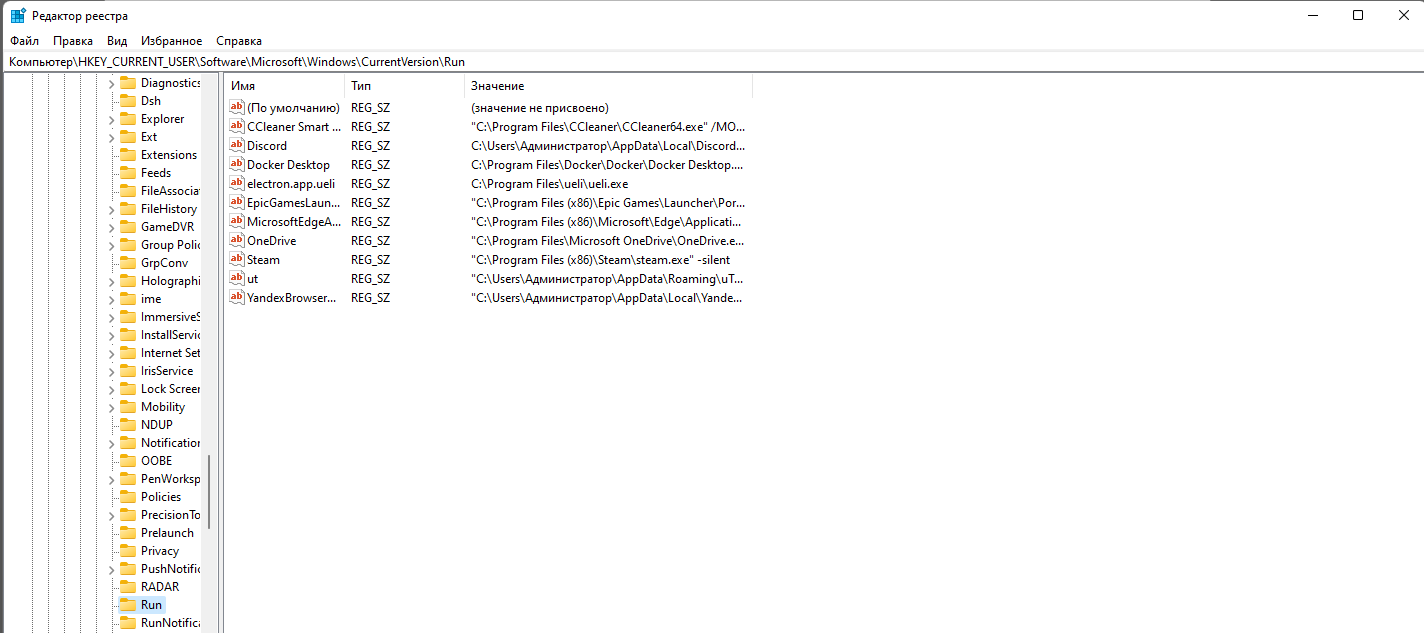 Редактор реестра
Файл Правка Вид Избранное Справка
Компьютер\HKEY_CURRENT_USER\Software\Microsoft\Windows\CurrentVersion\Run
Diagnostics
Dsh
Explorer
Ext
Extensions
Feeds
FileAssocia
FileHistory
GameDVR
Group Polic
GrpConv
Holographi
ime
ImmersiveS
InstallServic
Internet Set
IrisService
Lock Screen
Mobility
NDUP
Notification
OOBE
PenWorksp
Policies
PrecisionTo
Prelaunch
Privacy
PushNotific
RADAR
Run
RunNotifica
Имя Тип Значение
(По умолчанию) REG_SZ (значение не присвоено)
CCleaner Smart ... REG_SZ "C:\Program Files\CCleaner\CCleaner64.exe" /MO...
Discord REG_SZ C:\Users\Администратор\AppData\Local\Discord...
Docker Desktop REG_SZ C:\Program Files\Docker\Docker\Docker Desktop....
electron.app.ueli REG_SZ C:\Program Files\ueli\ueli.exe
EpicGamesLaun... REG_SZ "C:\Program Files (x86)\Epic Games\Launcher\Por...
MicrosoftEdgeA... REG_SZ "C:\Program Files (x86)\Microsoft\Edge\Applicati...
OneDrive REG_SZ "C:\Program Files\Microsoft OneDrive\OneDrive.e...
Steam REG_SZ "C:\Program Files (x86)\Steam\steam.exe" -silent
ut REG_SZ "C:\Users\Администратор\AppData\Roaming\uT...
YandexBrowser... REG_SZ "C:\Users\Администратор\AppData\Local\Yande...